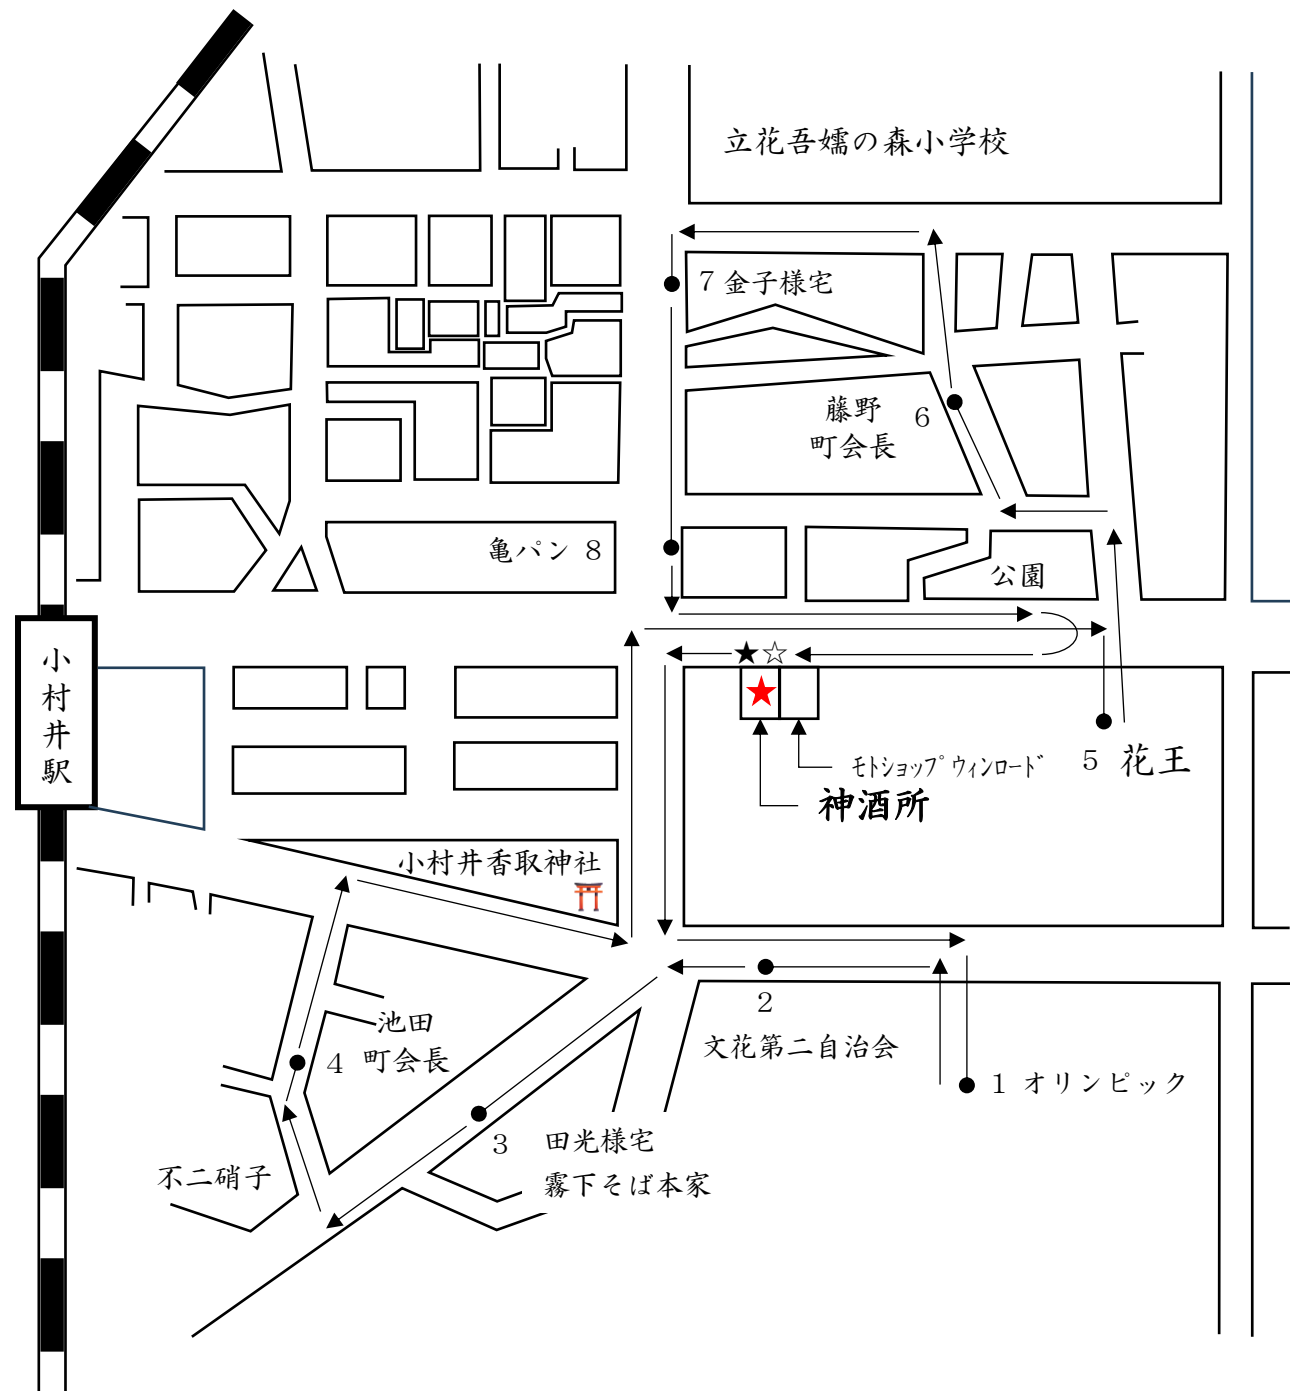 立花吾嬬の森小学校
7 金子様宅
藤野
町会長
6
亀パン 8
公園
小村井駅
★☆
★
モトショップウィンロード
神酒所
5 花王
小村井香取神社
2
文花第二自治会
池田
町会長
4
1 オリンピック
3 田光様宅
霧下そば本家
不二硝子